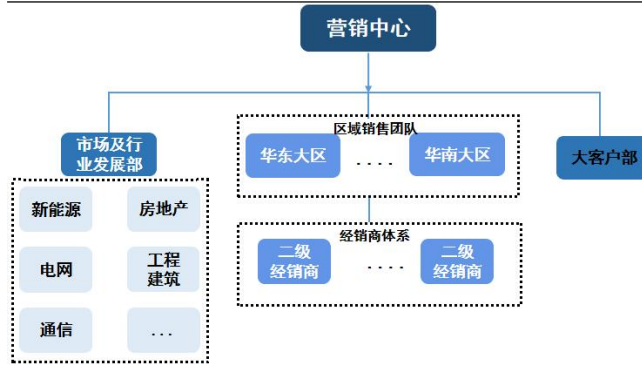 营销中心
市场及行
业发展部
区域销售团队
华东大区
....
华南大区
大客户部
新能源
房地产
电网
工程
建筑
通信
...
经销商体系
二级
经销商
....
二级
经销商